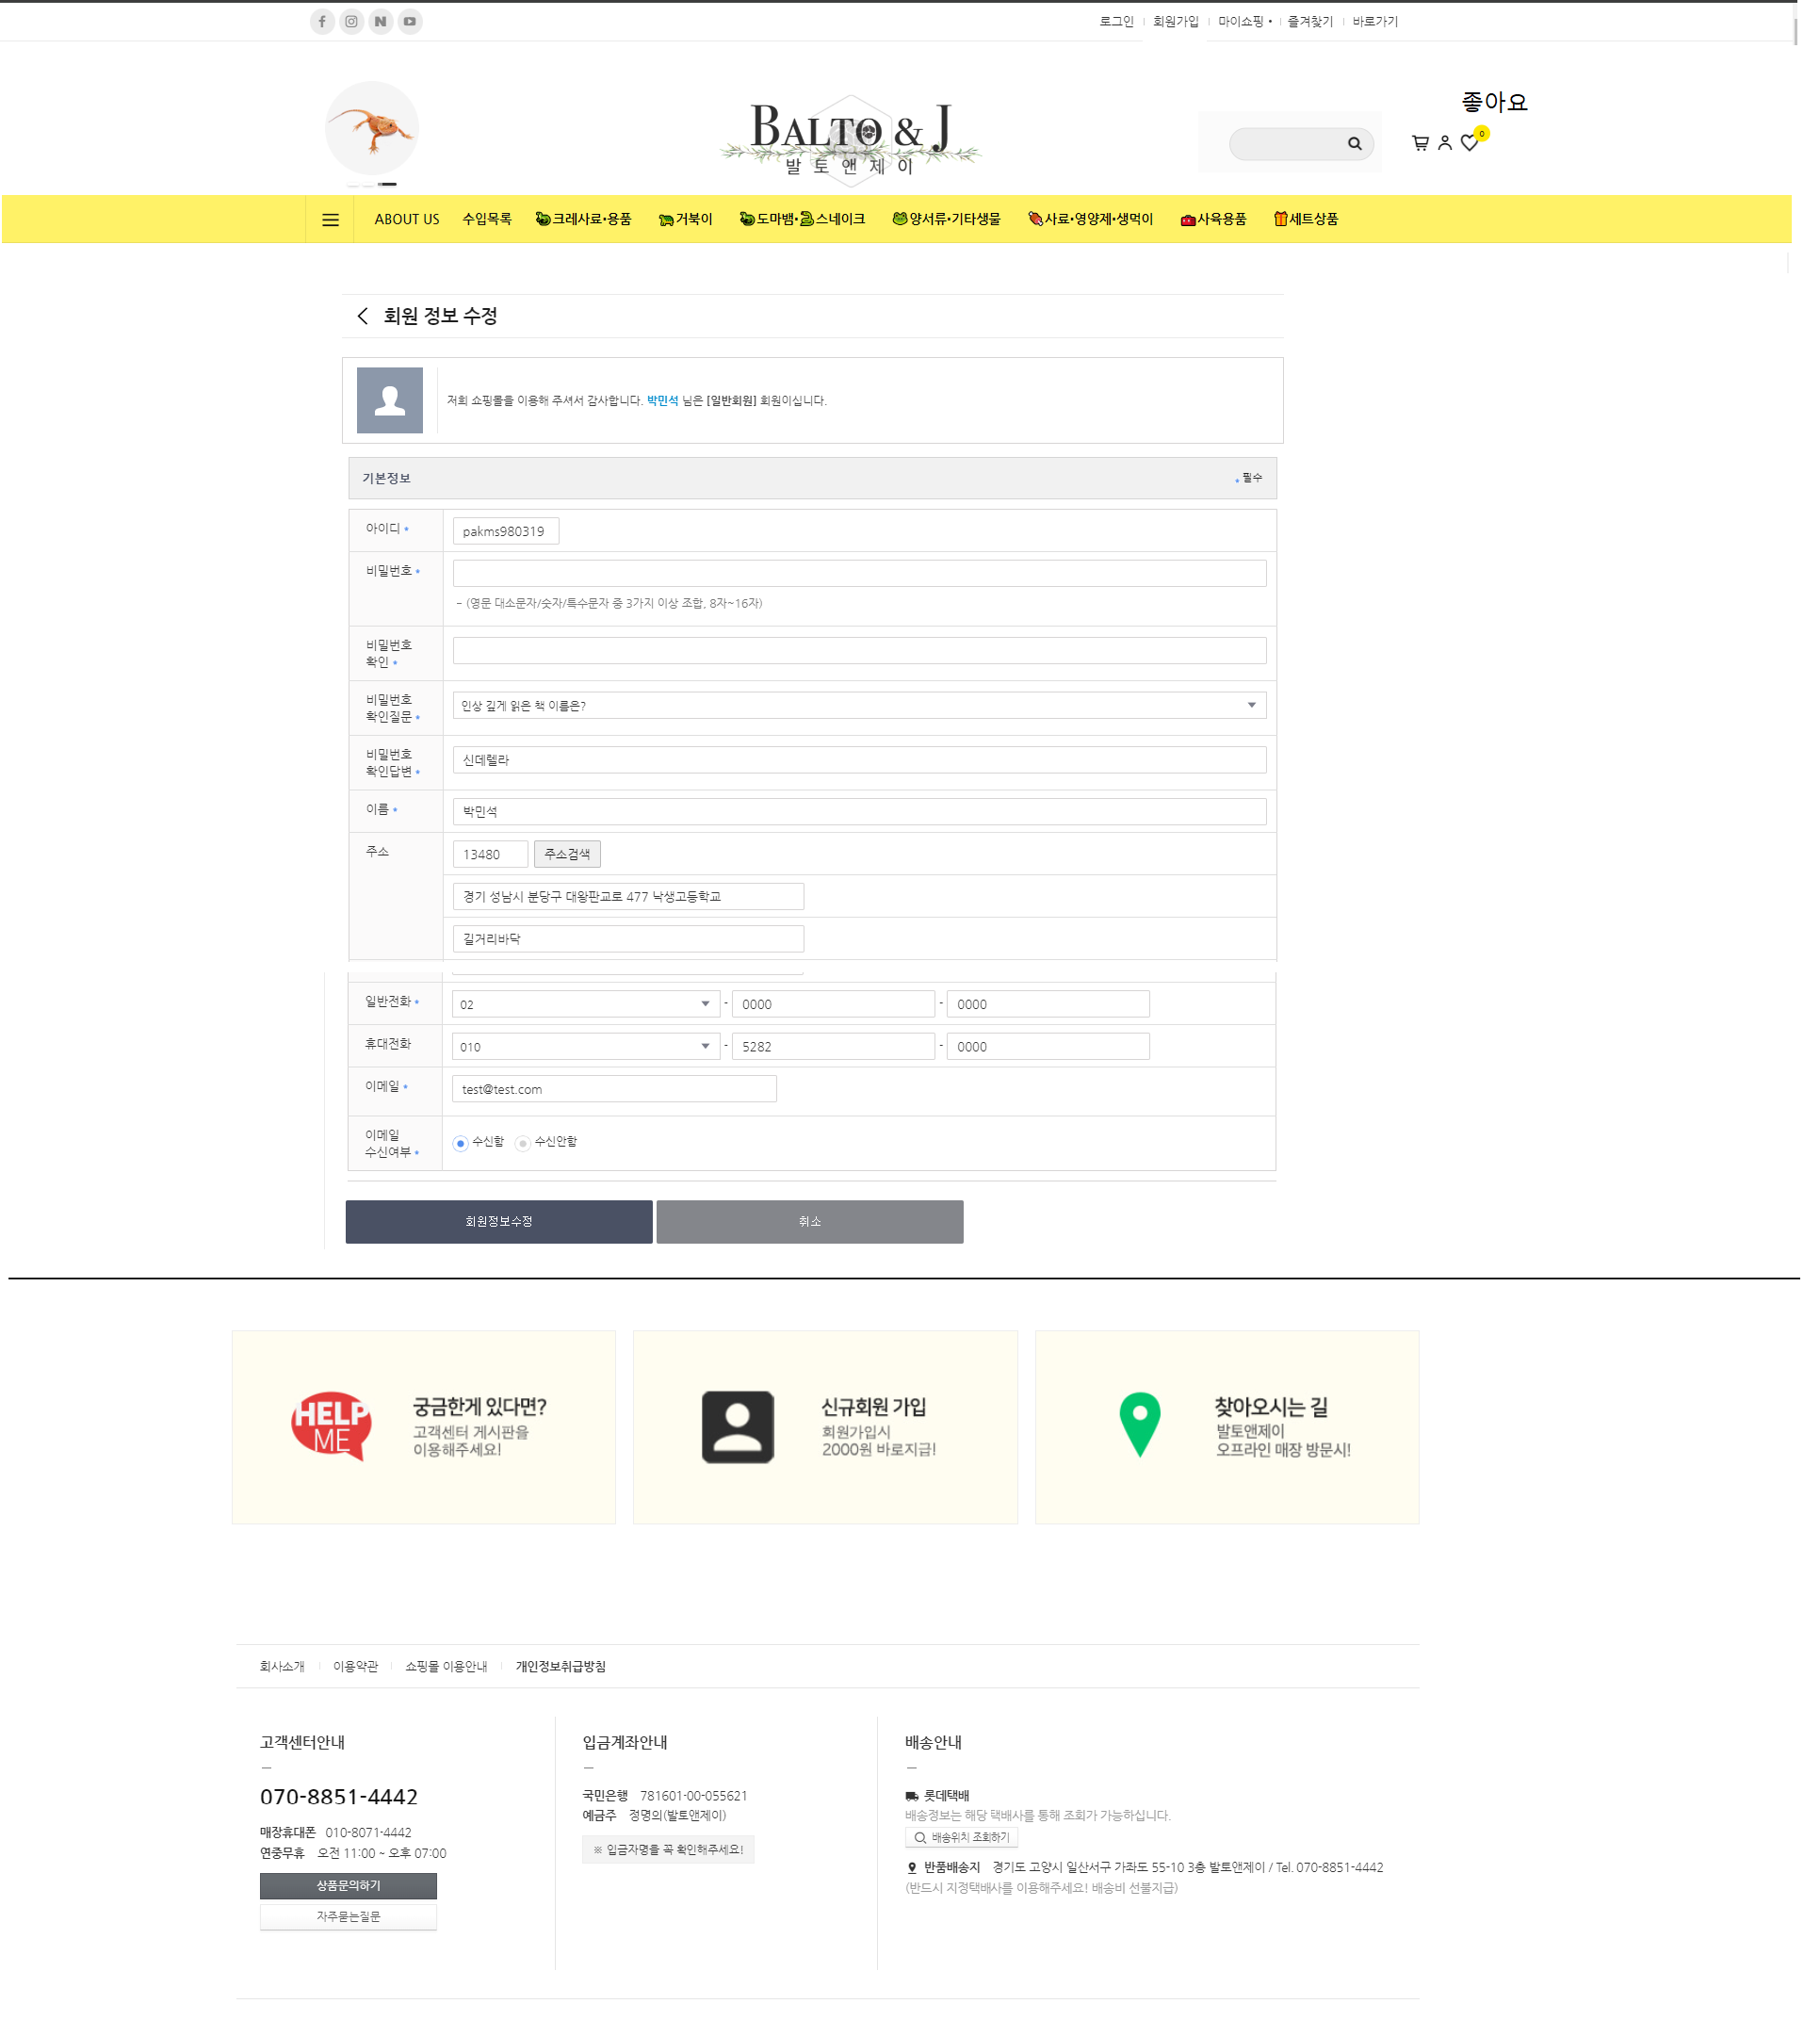 로그인 회원가입 마이쇼핑 • 즐겨찾기 바로가기
좋아요
BALTO & J
발토앤제이
0
ABOUT US 수입목록 크레사료•용품 거북이 도마뱀•스네이크 양서류•기타생물 사료•영양제•생먹이 사육용품 세트상품
회원 정보 수정
저희 쇼핑몰을 이용해 주셔서 감사합니다. 박민석 님은 [일반회원] 회원이십니다.
기본정보 * 필수
아이디 * pakms980319
비밀번호 *
- (영문 대소문자/숫자/특수문자 중 3가지 이상 조합, 8자~16자)
비밀번호
확인 *
비밀번호
확인질문 *
인상 깊게 읽은 책 이름은?
비밀번호
확인답변 *
신데렐라
이름 * 박민석
주소 13480 주소검색
경기 성남시 분당구 대왕판교로 477 낙생고등학교
길거리바닥
일반전화 * 02 - 0000 - 0000
휴대전화 010 - 5282 - 0000
이메일 * test@test.com
이메일
수신여부 *
수신함 수신안함
회원정보수정 취소
HELP
ME
궁금한게 있다면?
고객센터 게시판을
이용해주세요!
신규회원 가입
회원가입시
2000원 바로지급!
찾아오시는 길
발토앤제이
오프라인 매장 방문시!
회사소개 이용약관 쇼핑몰 이용안내 개인정보취급방침
고객센터안내
070-8851-4442
매장휴대폰 010-8071-4442
연중무휴 오전 11:00 ~ 오후 07:00
상품문의하기
자주묻는질문
입금계좌안내
국민은행 781601-00-055621
예금주 정명의(발토앤제이)
※ 입금자명을 꼭 확인해주세요!
배송안내
롯데택배
배송정보는 해당 택배사를 통해 조회가 가능하십니다.
배송위치 조회하기
반품배송지 경기도 고양시 일산서구 가좌도 55-10 3층 발토앤제이 / Tel. 070-8851-4442
(반드시 지정택배사를 이용해주세요! 배송비 선불지급)